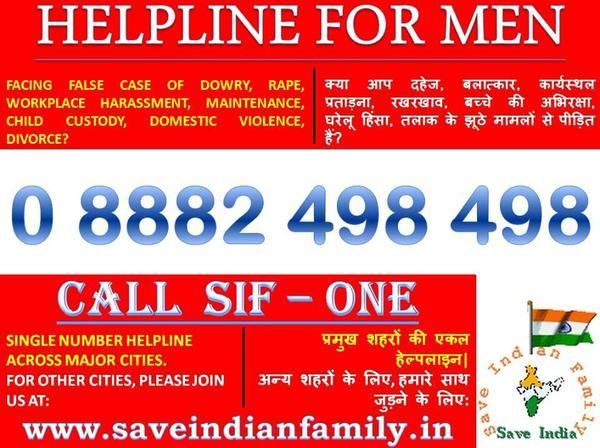 HELPLINE FOR MEN
FACING FALSE CASE OF DOWRY, RAPE,
WORKPLACE HARASSMENT, MAINTENANCE,
CHILD CUSTODY, DOMESTIC VIOLENCE,
DIVORCE?
क्या आप दहेज, बलात्कार, कार्यस्थल
प्रताड़ना, रखरखाव, बच्चे की अभिरक्षा,
घरेलू हिंसा, तलाक के झूठे मामलों से पीड़ित
हैं?
0 8882 498 498
CALL SIF – ONE
SINGLE NUMBER HELPLINE
ACROSS MAJOR CITIES.
FOR OTHER CITIES, PLEASE JOIN
US AT:
प्रमुख शहरों की एकल
हेल्पलाइन|
अन्य शहरों के लिए, हमारे साथ
जुड़ने के लिए:
www.saveindianfamily.in
Save Indian Family
Save India